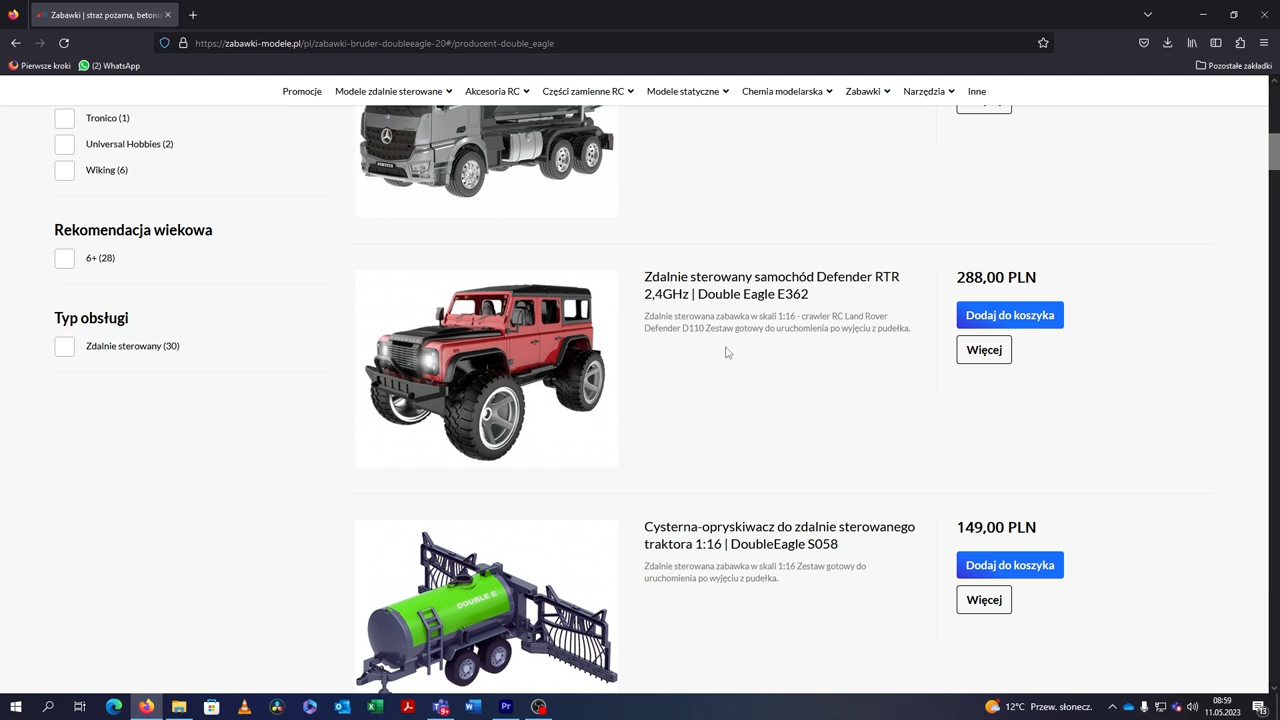 Zabawki | straż pożarna, betonia
https://zabawki-modele.pl/pl/zabawki-bruder-doubleeagle-20#/producent-double_eagle
Pierwsze kroki
(2) WhatsApp
Pozostałe zakładki
Promocje
Modele zdalnie sterowane
Akcesoria RC
Części zamienne RC
Modele statyczne
Chemia modelarska
Zabawki
Narzędzia
Inne
Tronico (1)
Universal Hobbies (2)
Wiking (6)
Rekomendacja wiekowa
6+ (28)
Typ obsługi
Zdalnie sterowany (30)
Zdalnie sterowany samochód Defender RTR
2,4GHz | Double Eagle E362
Zdalnie sterowana zabawka w skali 1:16 - crawler RC Land Rover
Defender D110 Zestaw gotowy do uruchomienia po wyjęciu z pudełka.
288,00 PLN
Dodaj do koszyka
Więcej
Cysterna-opryskiwacz do zdalnie sterowanego
traktora 1:16 | DoubleEagle S058
Zdalnie sterowana zabawka w skali 1:16 Zestaw gotowy do
uruchomienia po wyjęciu z pudełka.
149,00 PLN
Dodaj do koszyka
Więcej
DOUBLE E
12°C Przew. słonecz.
08:59
11.05.2023